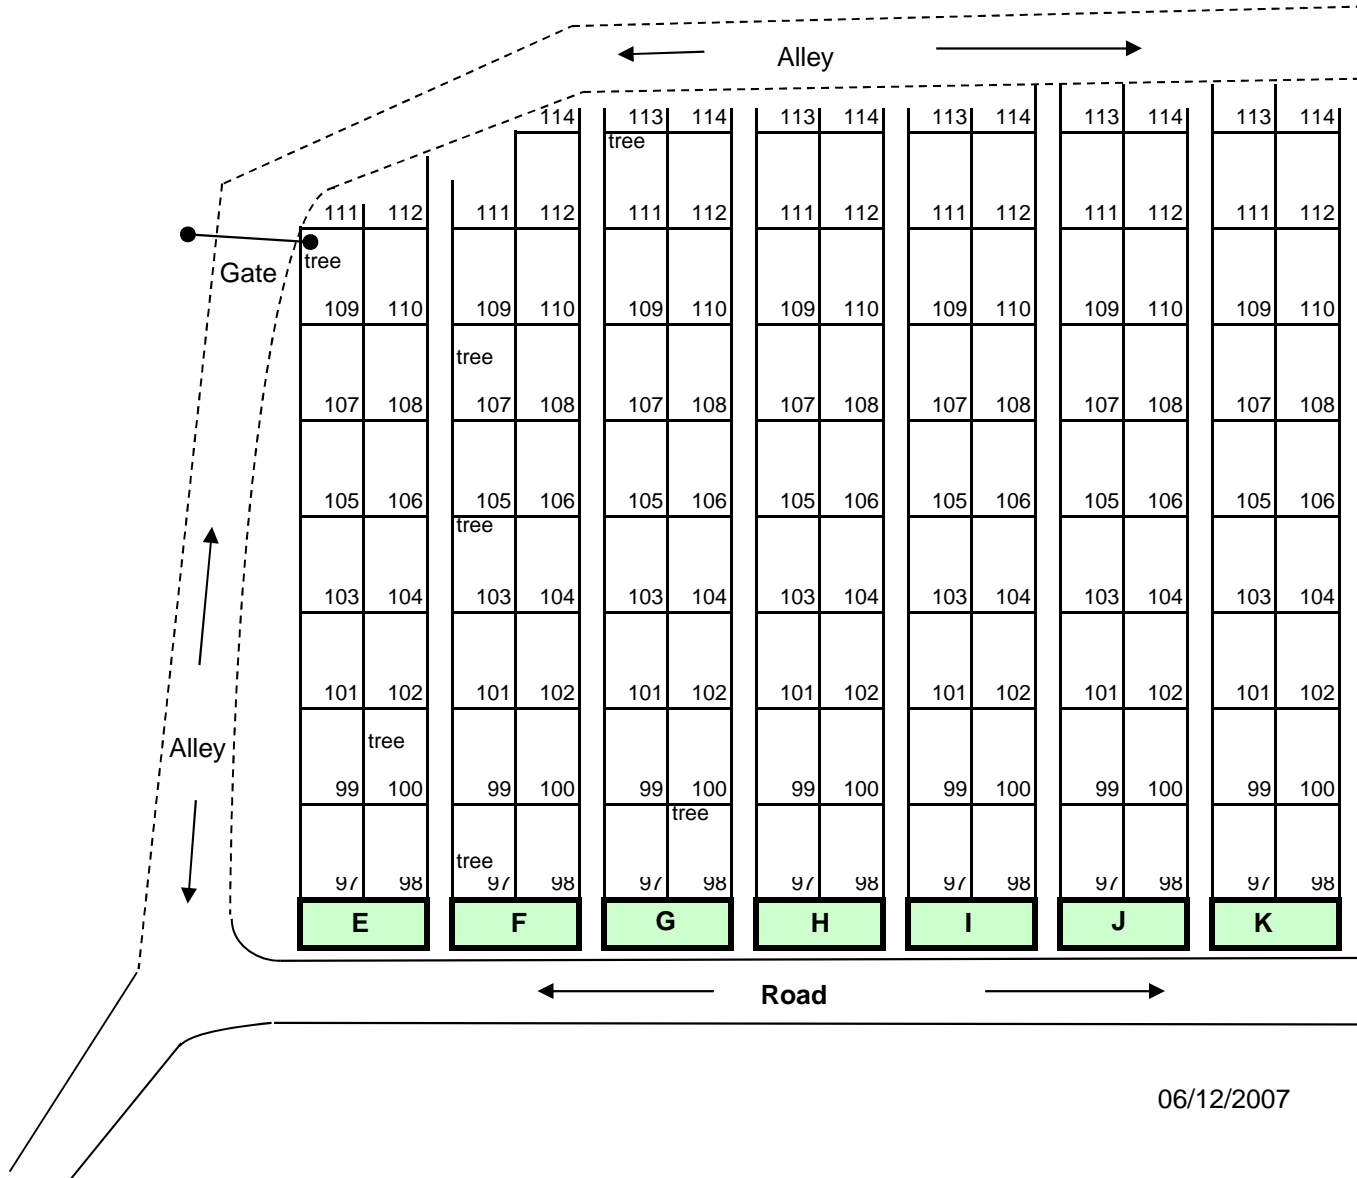 Alley
114 113 114 113 114 113 114 113 114 113 114
tree
111 112 111 112 111 112 111 112 111 112 111 112 111 112
tree
Gate
109 110 109 110 109 110 109 110 109 110 109 110 109 110
tree
107 108 107 108 107 108 107 108 107 108 107 108 107 108
105 106 105 106 105 106 105 106 105 106 105 106 105 106
tree
103 104 103 104 103 104 103 104 103 104 103 104 103 104
101 102 101 102 101 102 101 102 101 102 101 102 101 102
tree
Alley
99 100 99 100 99 100 99 100 99 100 99 100 99 100
tree
tree
97 98 97 98 97 98 97 98 97 98 97 98 97 98
E F G H I J K
Road
06/12/2007